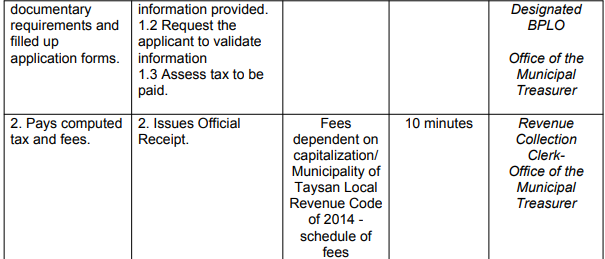 documentary
requirements and
filled up
application forms.
information provided.
1.2 Request the
applicant to validate
information
1.3 Assess tax to be
paid.
Designated
BPLO
Office of the
Municipal
Treasurer
2. Pays computed
tax and fees.
2. Issues Official
Receipt.
Fees
dependent on
capitalization/
Municipality of
Taysan Local
Revenue Code
of 2014 -
schedule of
fees
10 minutes
Revenue
Collection
Clerk-
Office of the
Municipal
Treasurer